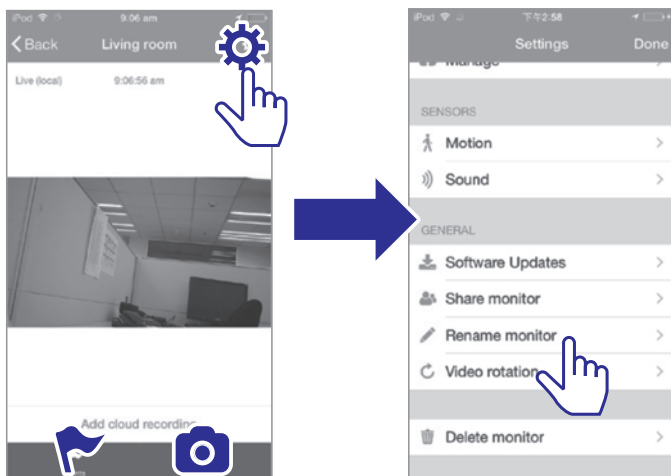 iPod 9:06 am
Back Living room
Live (local) 9:06:56 am
Add cloud recording
iPod 下午2:58
Settings Done
Manage
SENSORS
Motion
Sound
GENERAL
Software Updates
Share monitor
Rename monitor
Video rotation
Delete monitor